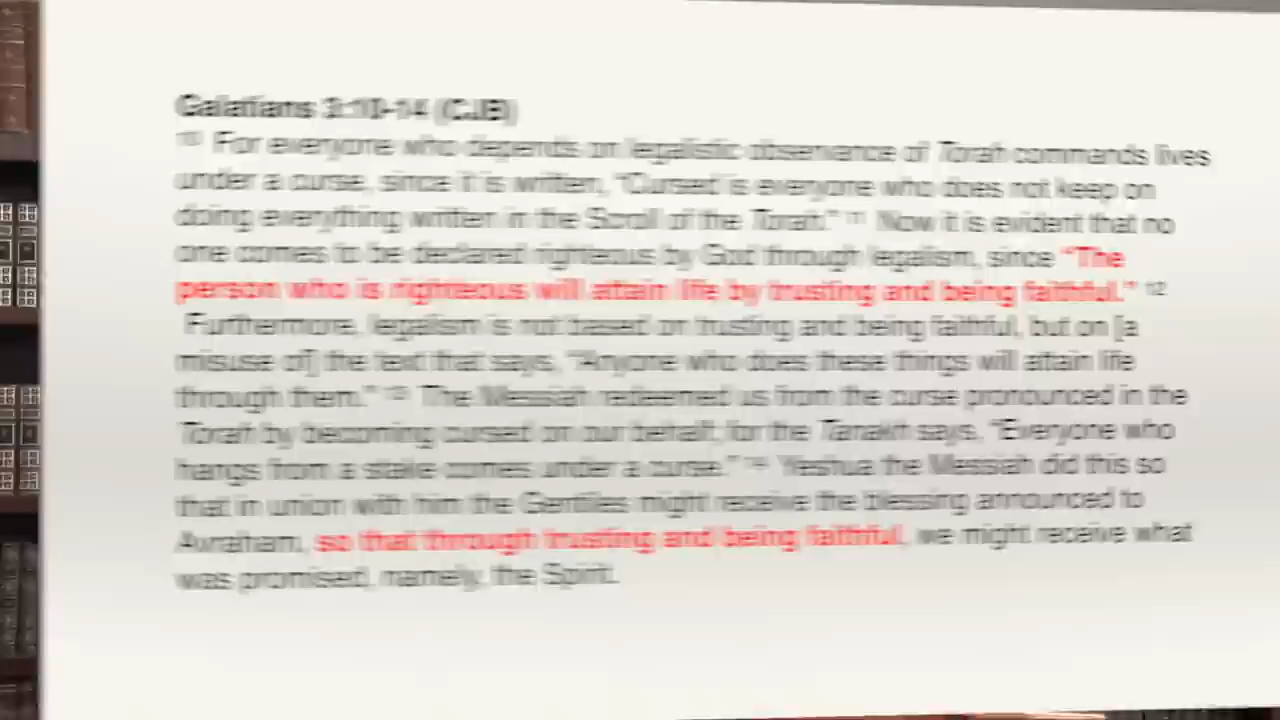 Galatians 3:10-14 (CJB)
10 For everyone who depends on legalistic observance of Torah commands lives
under a curse, since it is written, "Cursed is everyone who does not keep on
doing everything written in the Scroll of the Torah." 11 Now it is evident that no
one comes to be declared righteous by God through legalism, since "The
person who is righteous will attain life by trusting and being faithful." 12
Furthermore, legalism is not based on trusting and being faithful, but on [a
misuse of] the text that says, "Anyone who does these things will attain life
through them." 13 The Messiah redeemed us from the curse pronounced in the
Torah by becoming cursed on our behalf; for the Tanakh says, "Everyone who
hangs from a stake comes under a curse." 14 Yeshua the Messiah did this so
that in union with him the Gentiles might receive the blessing announced to
Avraham, so that through trusting and being faithful, we might receive what
was promised, namely, the Spirit.